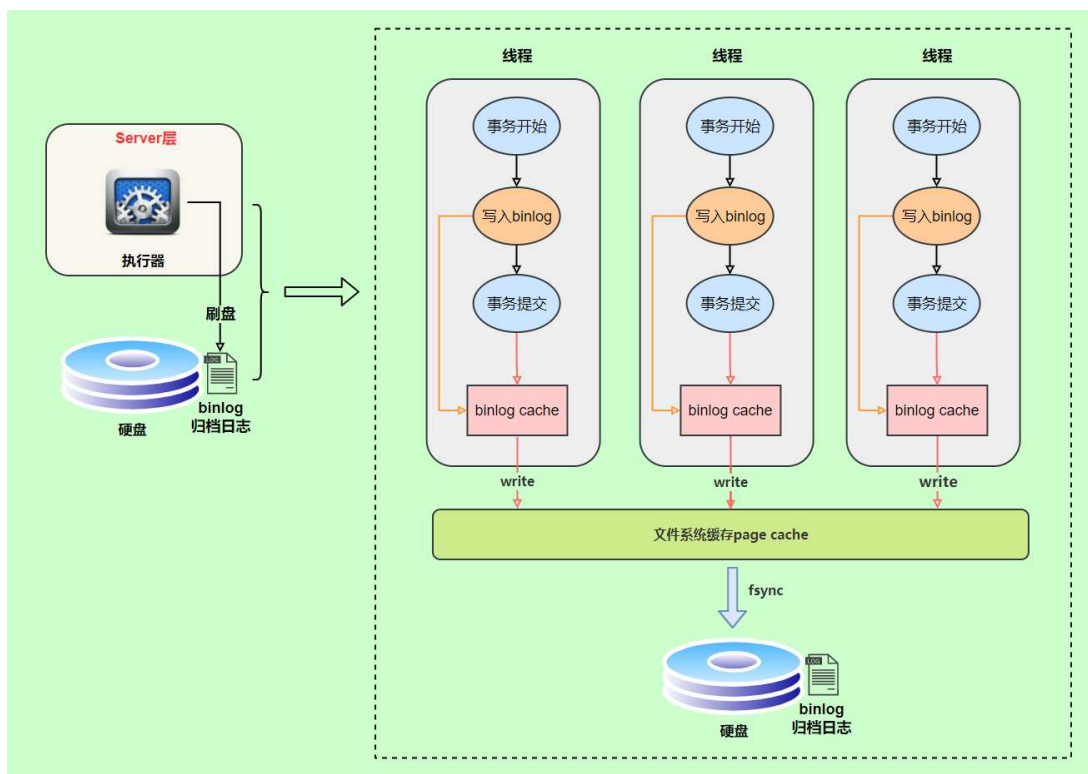 Server层
执行器
刷盘
binlog
归档日志
硬盘
线程
事务开始
写入binlog
事务提交
binlog cache
write
线程
事务开始
写入binlog
事务提交
binlog cache
write
线程
事务开始
写入binlog
事务提交
binlog cache
write
文件系统缓存page cache
fsync
LOG
binlog
归档日志
硬盘
LOG